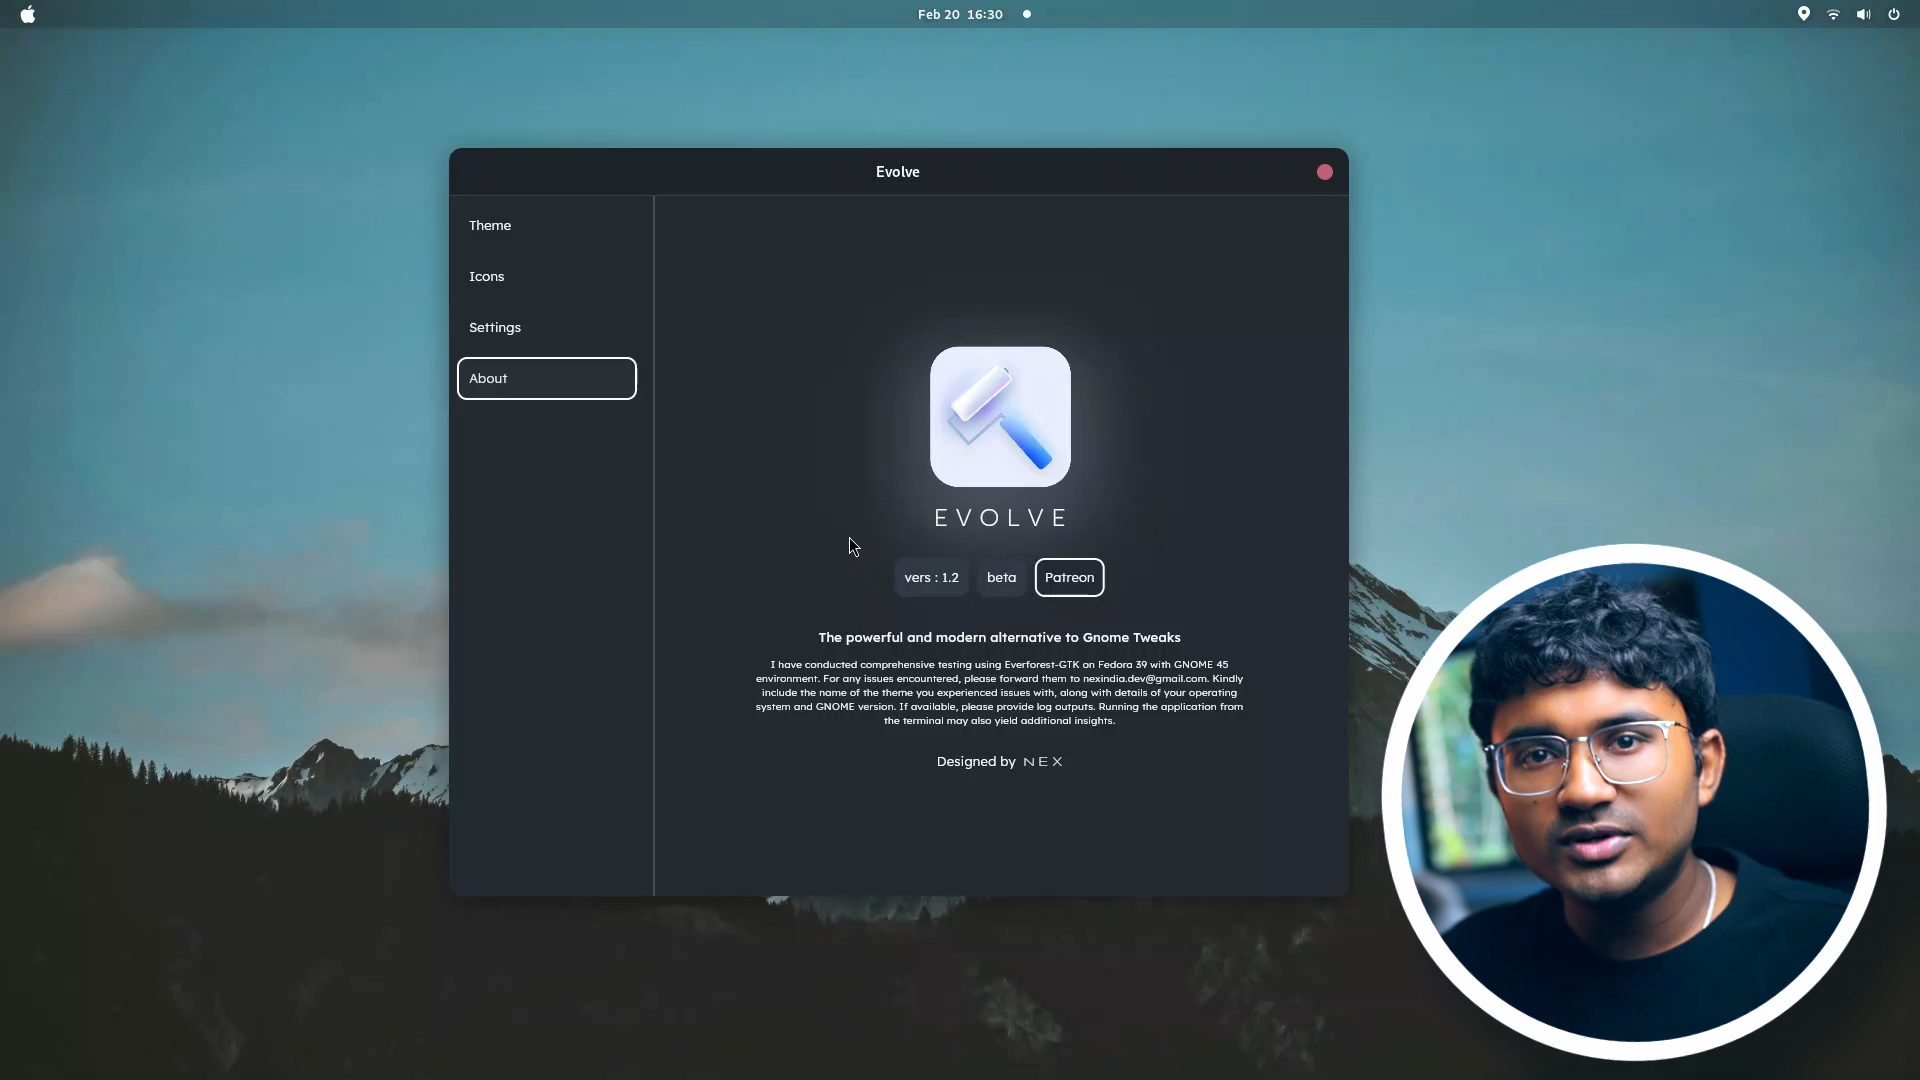 Feb 20 16:30
Evolve
Theme
Icons
Settings
About
EVOLVE
vers : 1.2
beta
Patreon
The powerful and modern alternative to Gnome Tweaks
I have conducted comprehensive testing using Everforest-GTK on Fedora 39 with GNOME 45
environment. For any issues encountered, please forward them to nexindia.dev@gmail.com. Kindly
include the name of the theme you experienced issues with, along with details of your operating
system and GNOME version. If available, please provide log outputs. Running the application from
the terminal may also yield additional insights.
Designed by NEX